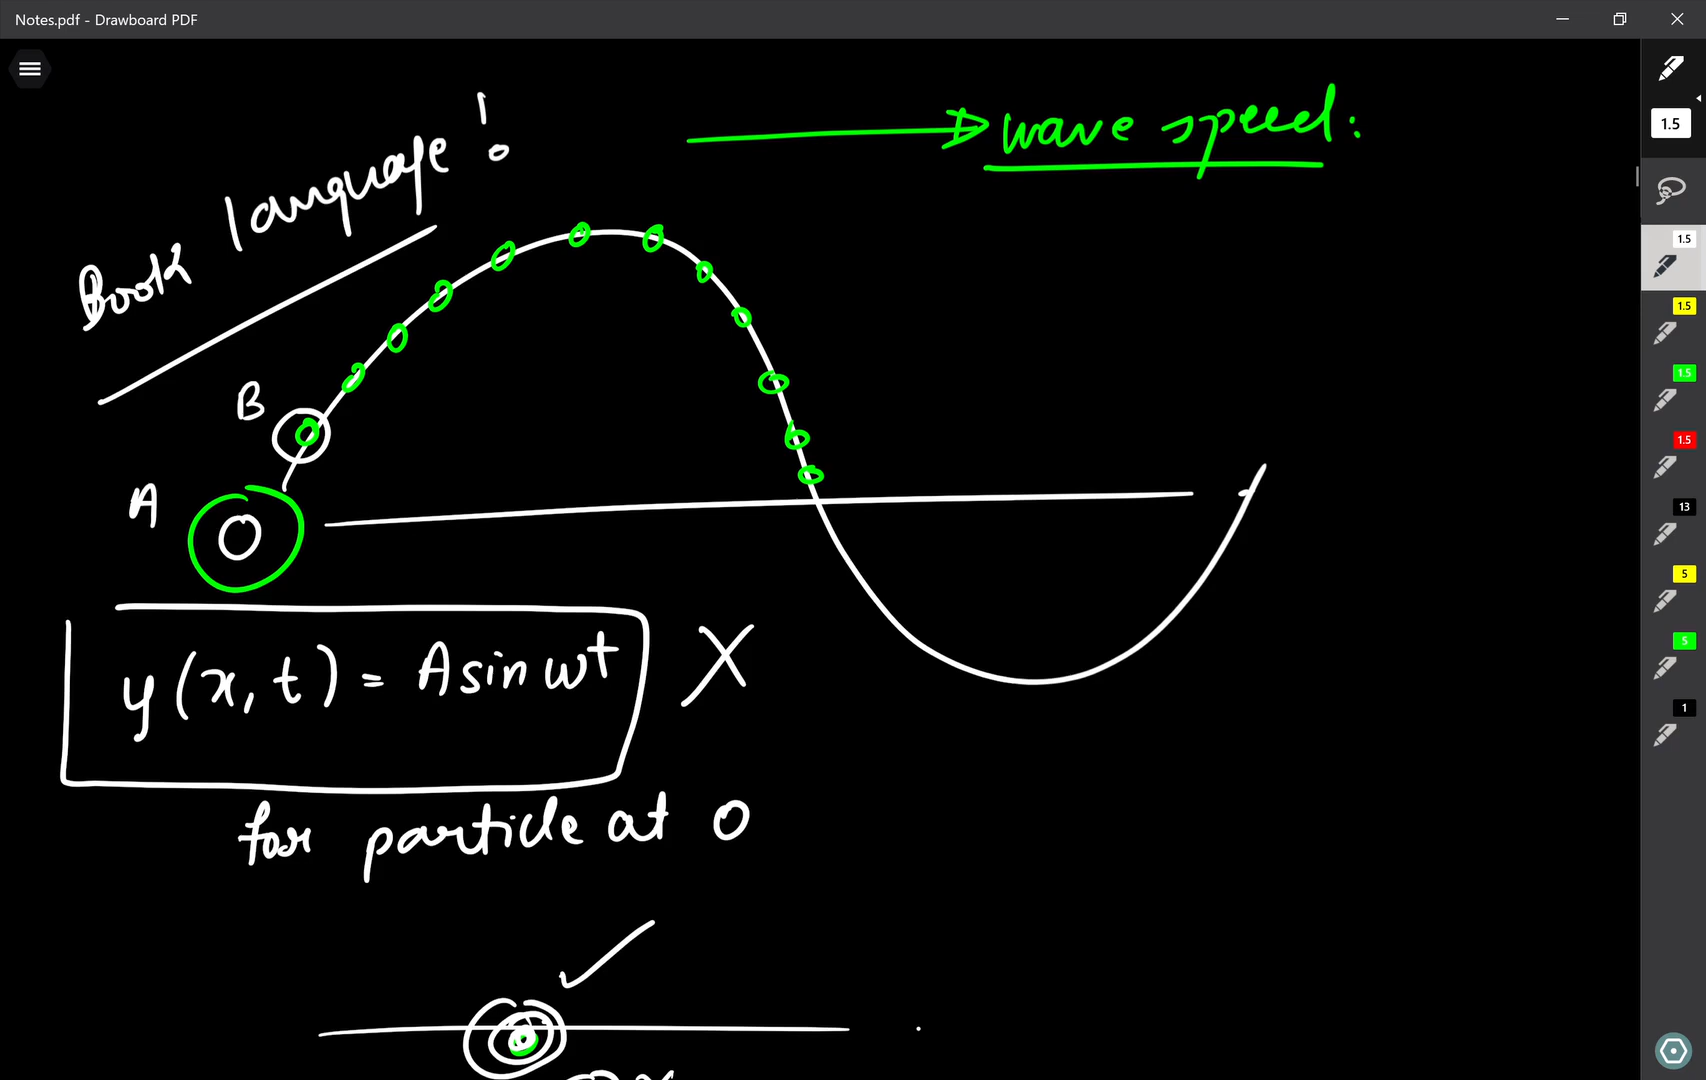 Notes.pdf - Drawboard PDF
wave speed:
Book language!
B
A
y(x, t) = A sin wt X
for particle at O
1.5
1.5
1.5
1.5
1.5
13
5
5
1